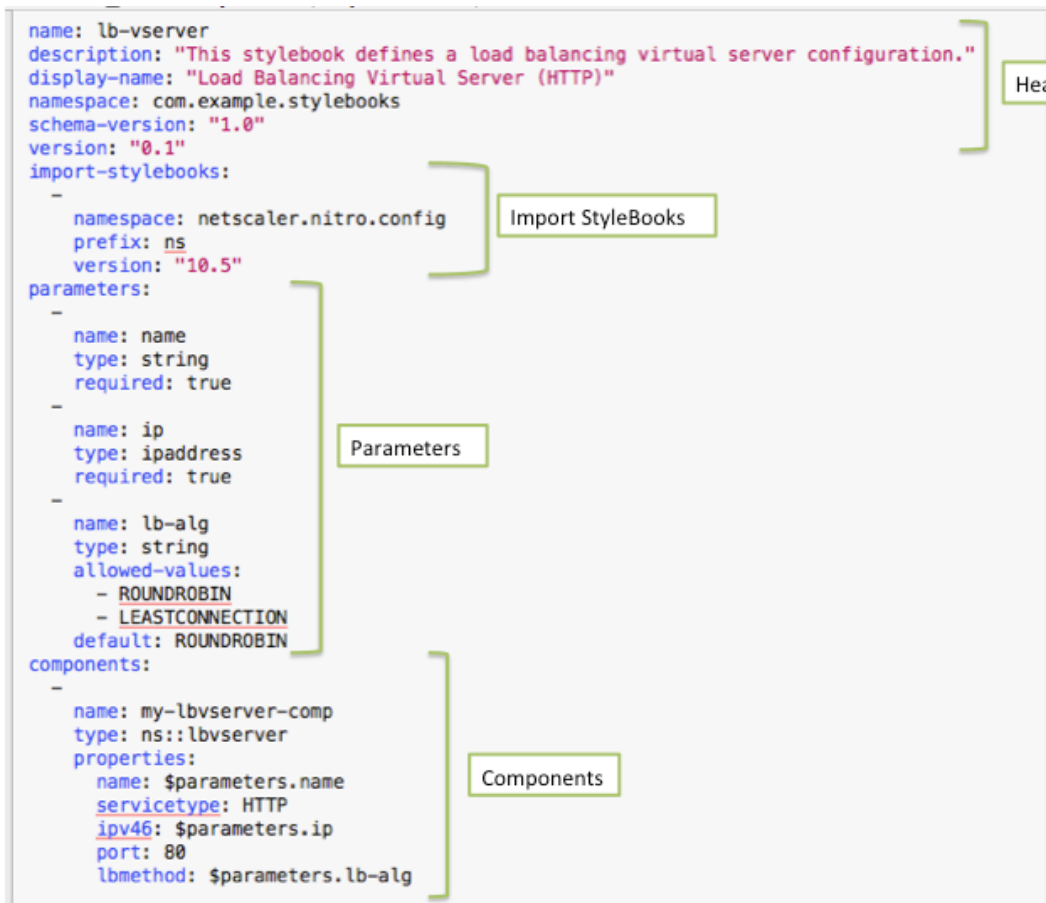 name: lb-vserver
description: "This stylebook defines a load balancing virtual server configuration."
display-name: "Load Balancing Virtual Server (HTTP)"
namespace: com.example.stylebooks
schema-version: "1.0"
version: "0.1"
import-stylebooks:
-
namespace: netscaler.nitro.config
prefix: ns
version: "10.5"
Import StyleBooks
parameters:
-
name: name
type: string
required: true
-
name: ip
type: ipaddress
required: true
Parameters
-
name: lb-alg
type: string
allowed-values:
- ROUNDROBIN
- LEASTCONNECTION
default: ROUNDROBIN
components:
-
name: my-lbvserver-comp
type: ns::lbvserver
properties:
name: $parameters.name
servicetype: HTTP
ipv46: $parameters.ip
port: 80
lbmethod: $parameters.lb-alg
Components